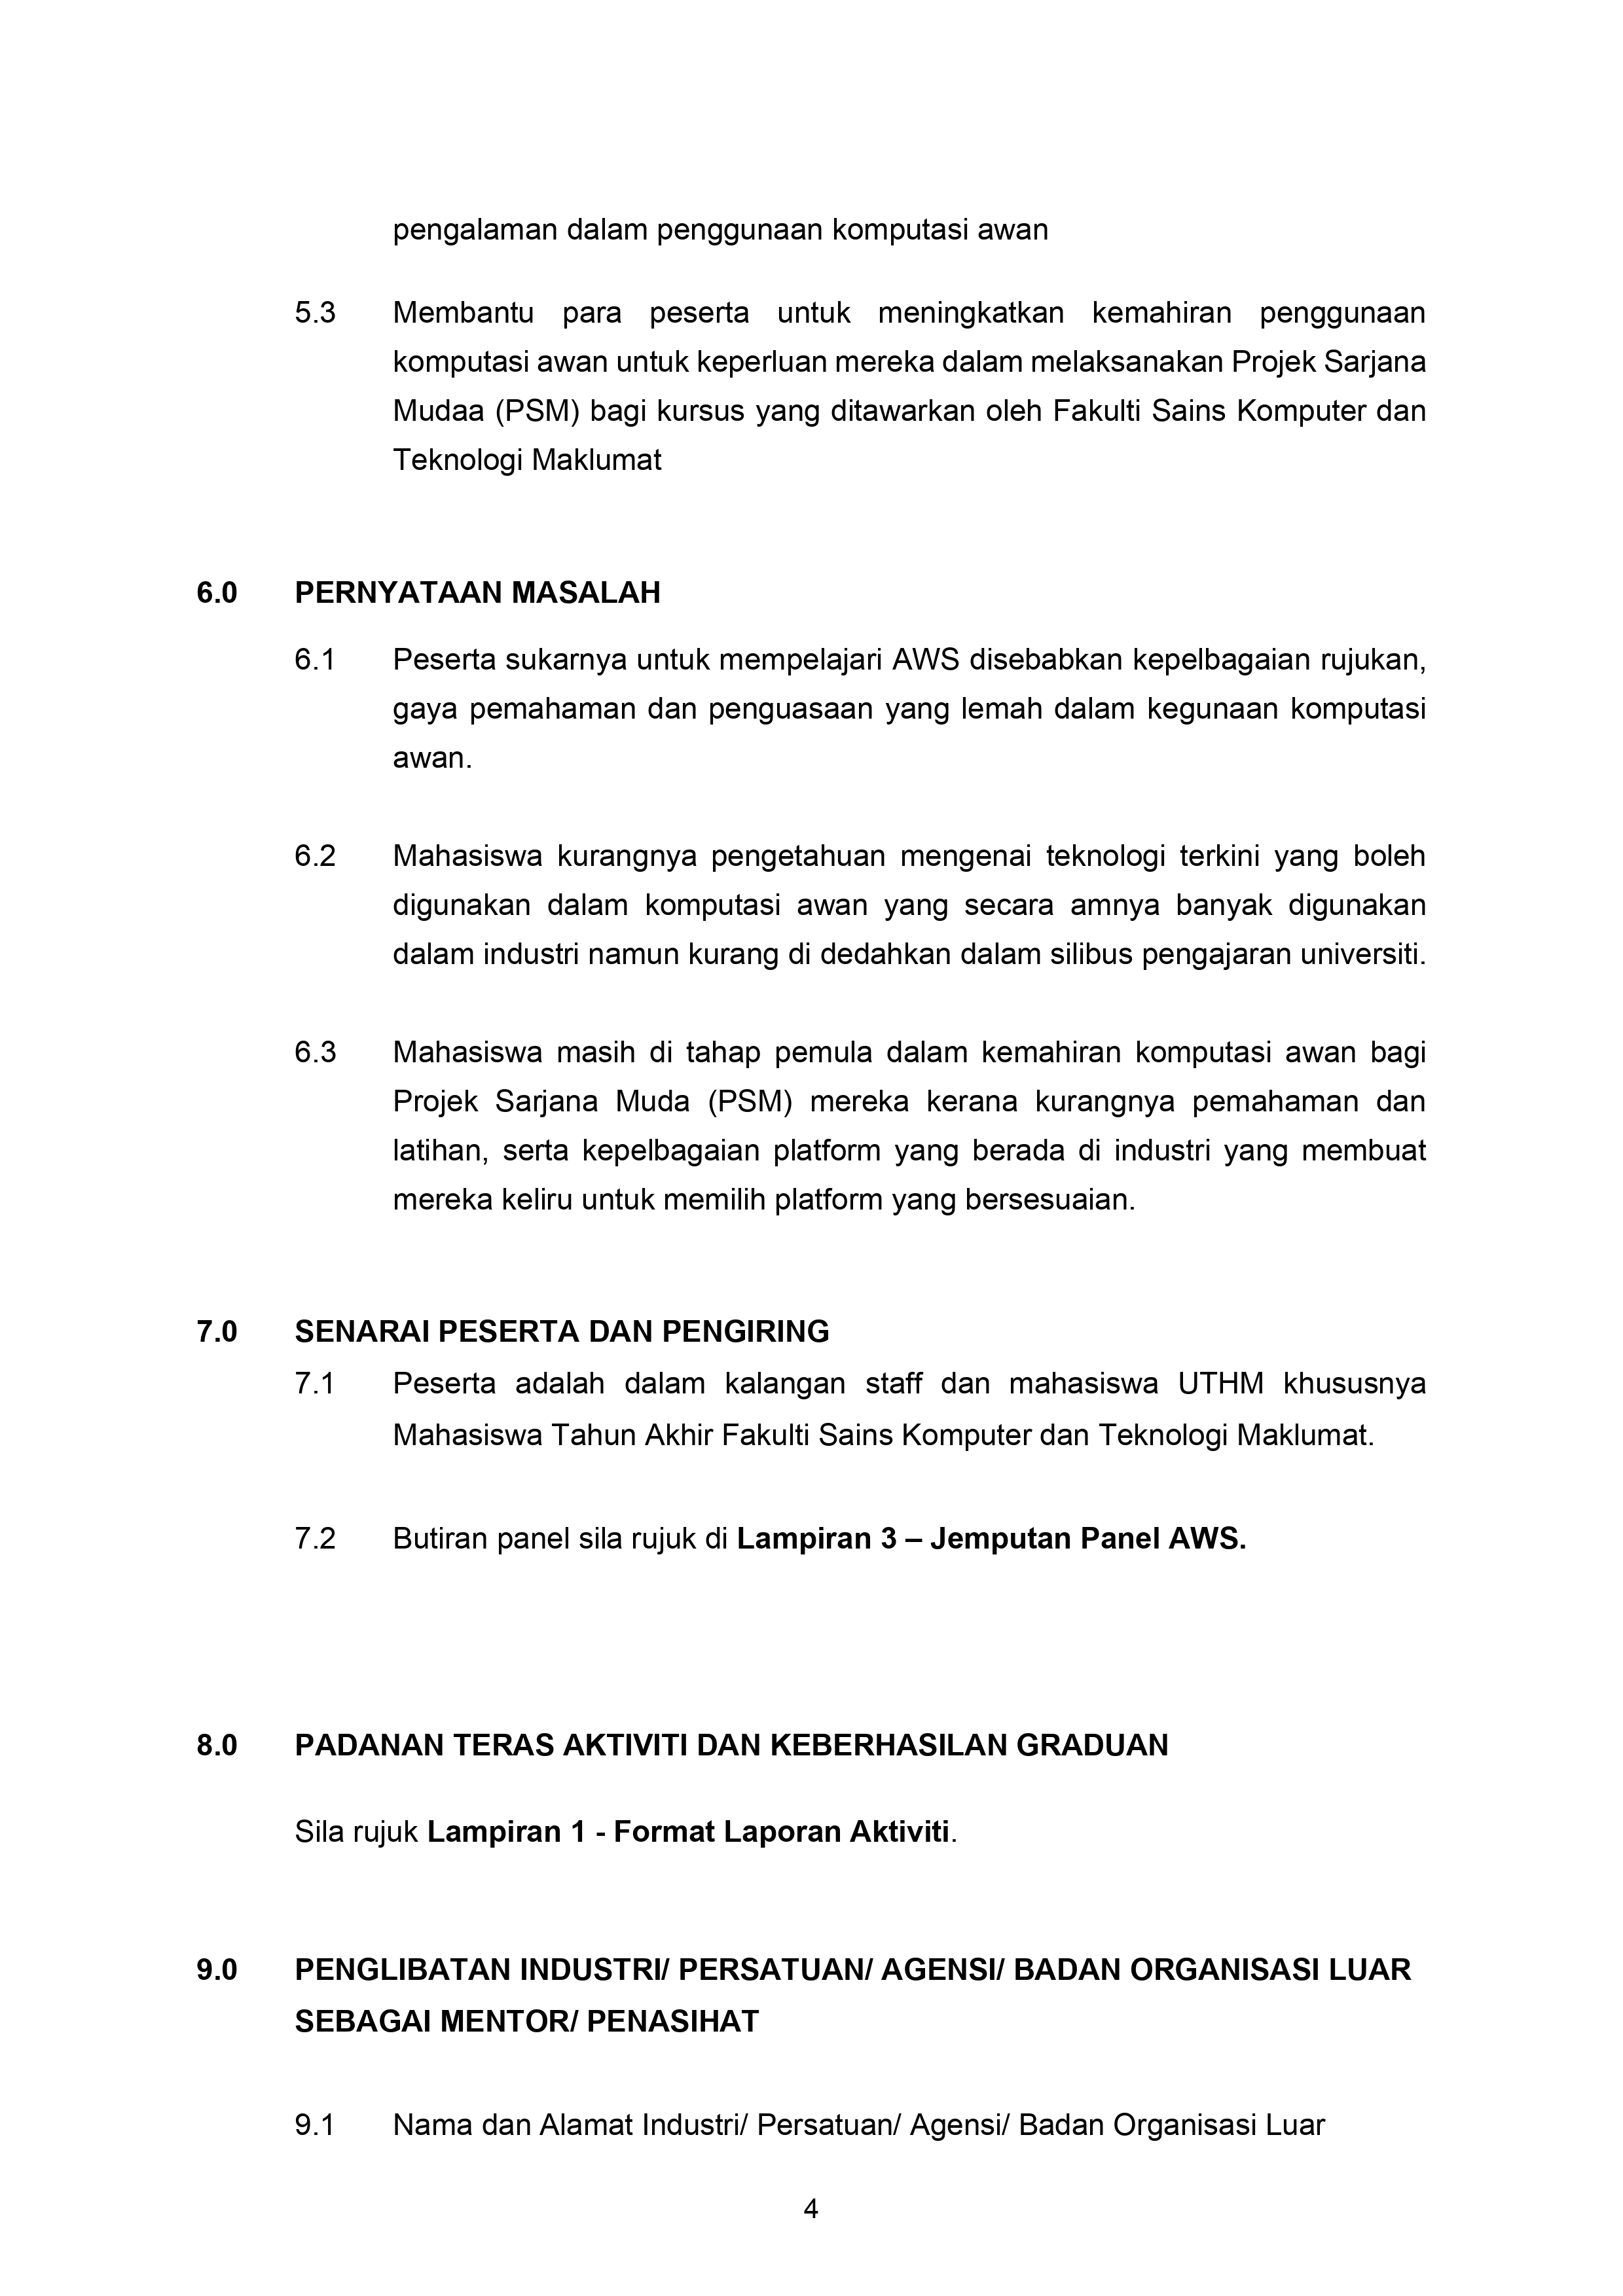 pengalaman dalam penggunaan komputasi awan
5.3 Membantu para peserta untuk meningkatkan kemahiran penggunaan
komputasi awan untuk keperluan mereka dalam melaksanakan Projek Sarjana
Mudaa (PSM) bagi kursus yang ditawarkan oleh Fakulti Sains Komputer dan
Teknologi Maklumat
6.0 PERNYATAAN MASALAH
6.1 Peserta sukarnya untuk mempelajari AWS disebabkan kepelbagaian rujukan,
gaya pemahaman dan penguasaan yang lemah dalam kegunaan komputasi
awan.
6.2 Mahasiswa kurangnya pengetahuan mengenai teknologi terkini yang boleh
digunakan dalam komputasi awan yang secara amnya banyak digunakan
dalam industri namun kurang di dedahkan dalam silibus pengajaran universiti.
6.3 Mahasiswa masih di tahap pemula dalam kemahiran komputasi awan bagi
Projek Sarjana Muda (PSM) mereka kerana kurangnya pemahaman dan
latihan, serta kepelbagaian platform yang berada di industri yang membuat
mereka keliru untuk memilih platform yang bersesuaian.
7.0 SENARAI PESERTA DAN PENGIRING
7.1 Peserta adalah dalam kalangan staff dan mahasiswa UTHM khususnya
Mahasiswa Tahun Akhir Fakulti Sains Komputer dan Teknologi Maklumat.
7.2 Butiran panel sila rujuk di Lampiran 3 – Jemputan Panel AWS.
8.0 PADANAN TERAS AKTIVITI DAN KEBERHASILAN GRADUAN
Sila rujuk Lampiran 1 - Format Laporan Aktiviti.
9.0 PENGLIBATAN INDUSTRI/ PERSATUAN/ AGENSI/ BADAN ORGANISASI LUAR
SEBAGAI MENTOR/ PENASIHAT
9.1 Nama dan Alamat Industri/ Persatuan/ Agensi/ Badan Organisasi Luar
4